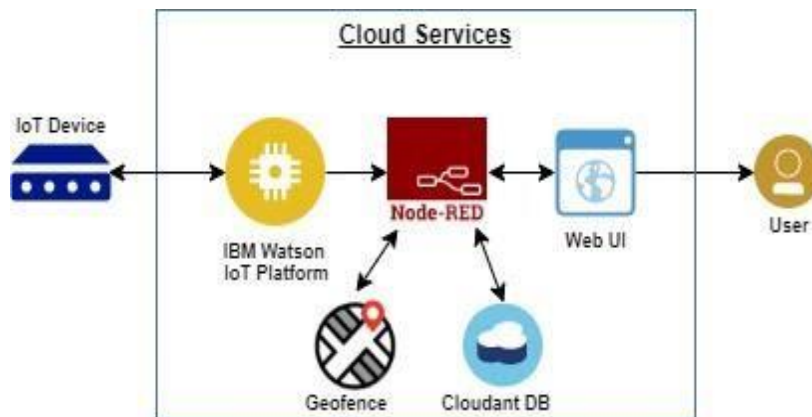 Cloud Services
IoT Device
Node-RED
IBM Watson
IoT Platform
Web UI
User
Geofence
Cloudant DB